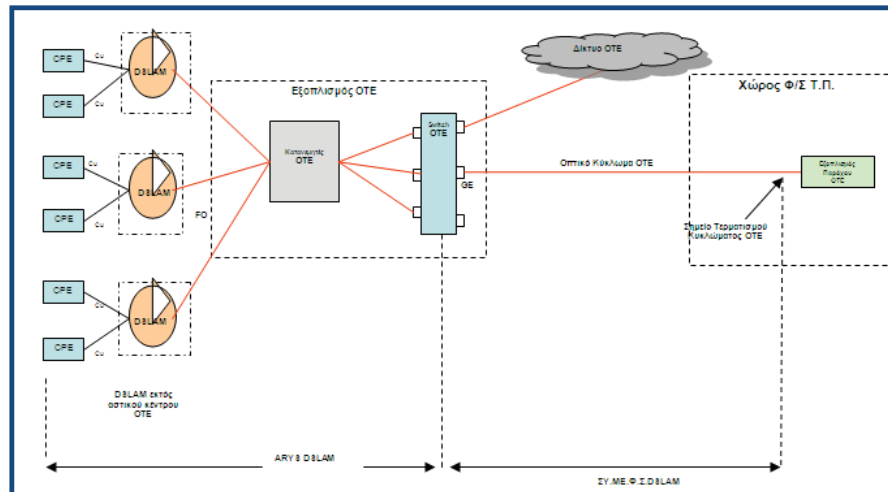 CPE
Cu
DSLAM
CPE
Cu
CPE
Cu
DSLAM
CPE
Cu
CPE
Cu
DSLAM
CPE
Cu
DSLAM εκτός
αστικού κέντρου
ΟΤΕ
Εξοπλισμός ΟΤΕ
Κατανεμητής
ΟΤΕ
FO
Switch
ΟΤΕ
GE
Δίκτυο ΟΤΕ
Οπτικό Κύκλωμα ΟΤΕ
Χώρος Φ/Σ Τ.Π.
Εξοπλισμός
Παρόχου
ΟΤΕ
Σημείο Τερματισμού
Κυκλώματος ΟΤΕ
ARYS DSLAM
ΣΥ.ΜΕ.Φ.Σ.DSLAM